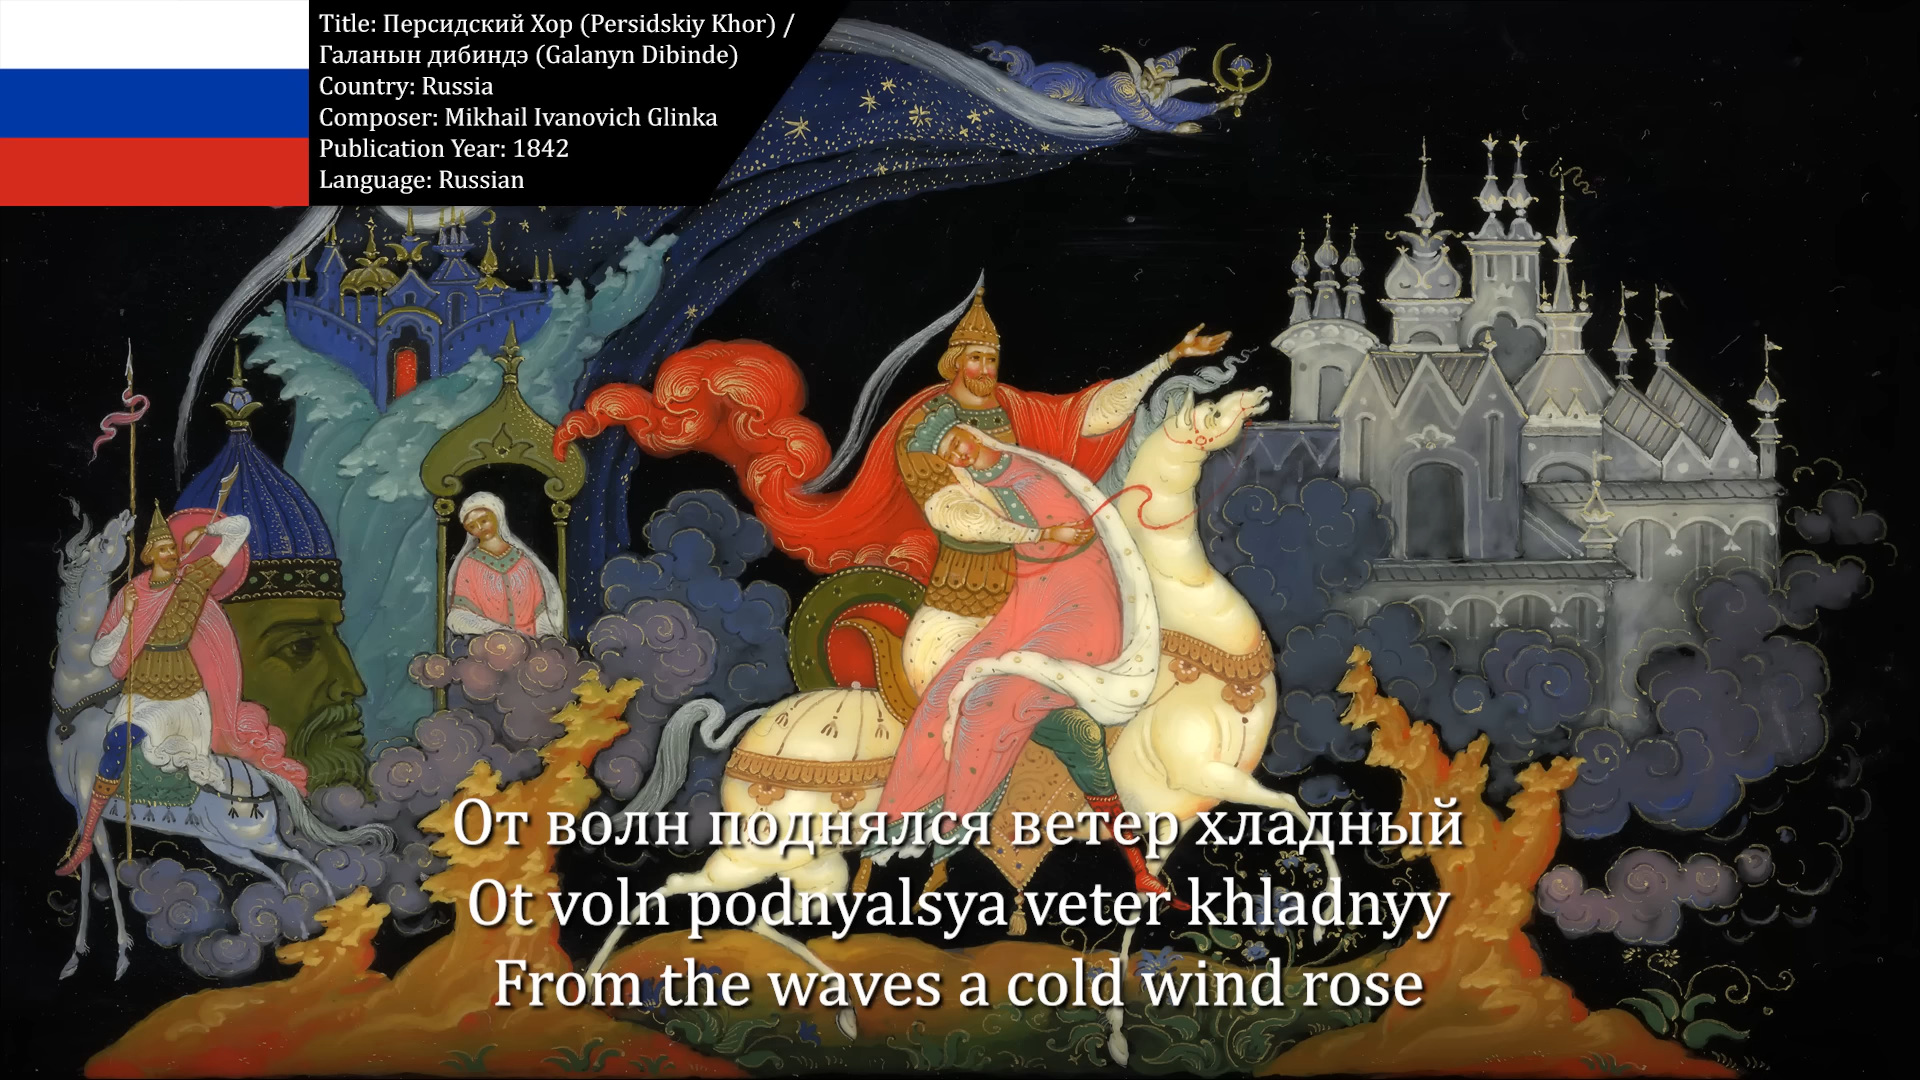 Title: Персидский Хор (Persidskiy Khor) /
Галанын дибиндэ (Galanyn Dibinde)
Country: Russia
Composer: Mikhail Ivanovich Glinka
Publication Year: 1842
Language: Russian
От волн поднялся ветер хладный
Ot voln podnyalsya veter khladnyy
From the waves a cold wind rose